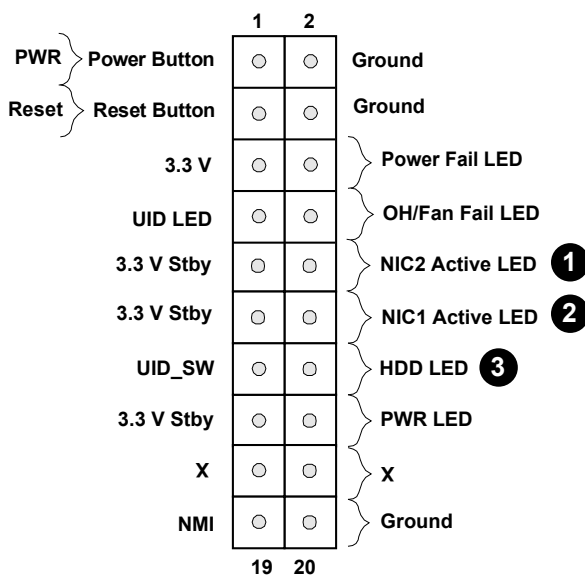 1 2
PWR Power Button Ground
Reset Reset Button Ground
3.3 V Power Fail LED
UID LED OH/Fan Fail LED
3.3 V Stby NIC2 Active LED 1
3.3 V Stby NIC1 Active LED 2
UID_SW HDD LED 3
3.3 V Stby PWR LED
X X
NMI Ground
19 20